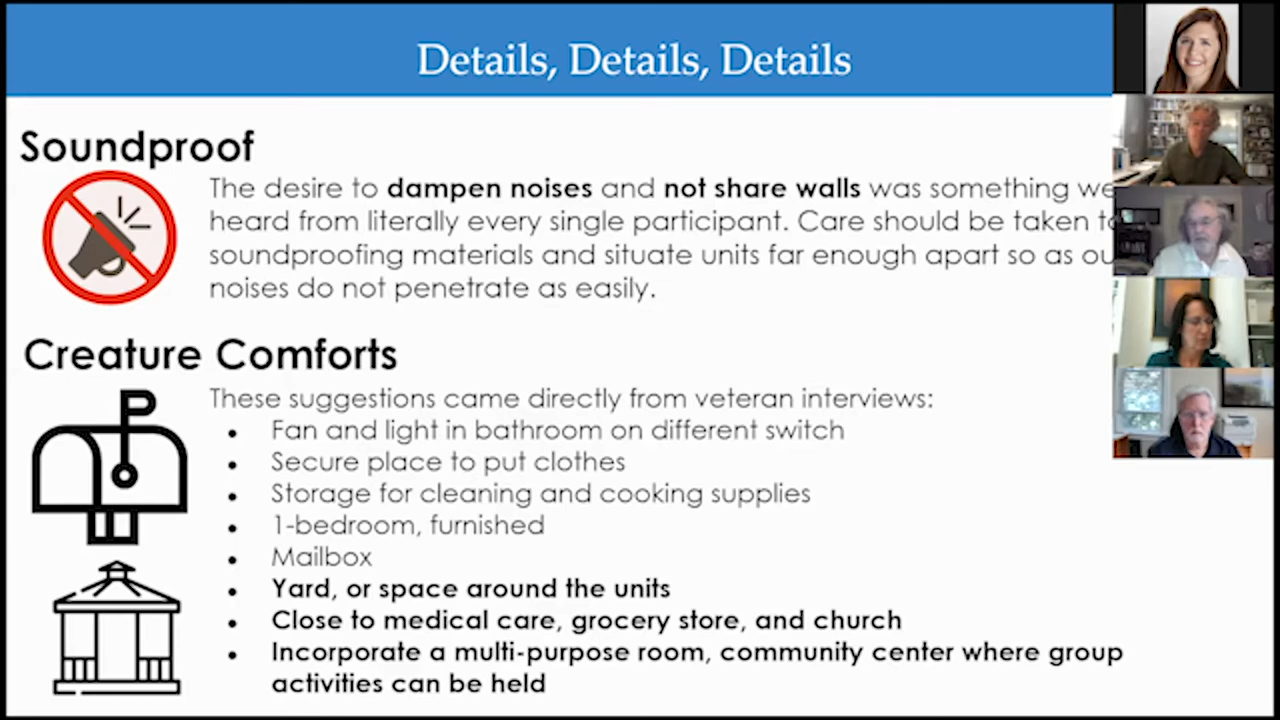 Details, Details, Details
Soundproof
The desire to dampen noises and not share walls was something we
heard from literally every single participant. Care should be taken to
soundproofing materials and situate units far enough apart so as
noises do not penetrate as easily.
Creature Comforts
These suggestions came directly from veteran interviews:
• Fan and light in bathroom on different switch
• Secure place to put clothes
• Storage for cleaning and cooking supplies
• 1-bedroom, furnished
• Mailbox
• Yard, or space around the units
• Close to medical care, grocery store, and church
• Incorporate a multi-purpose room, community center where group
activities can be held